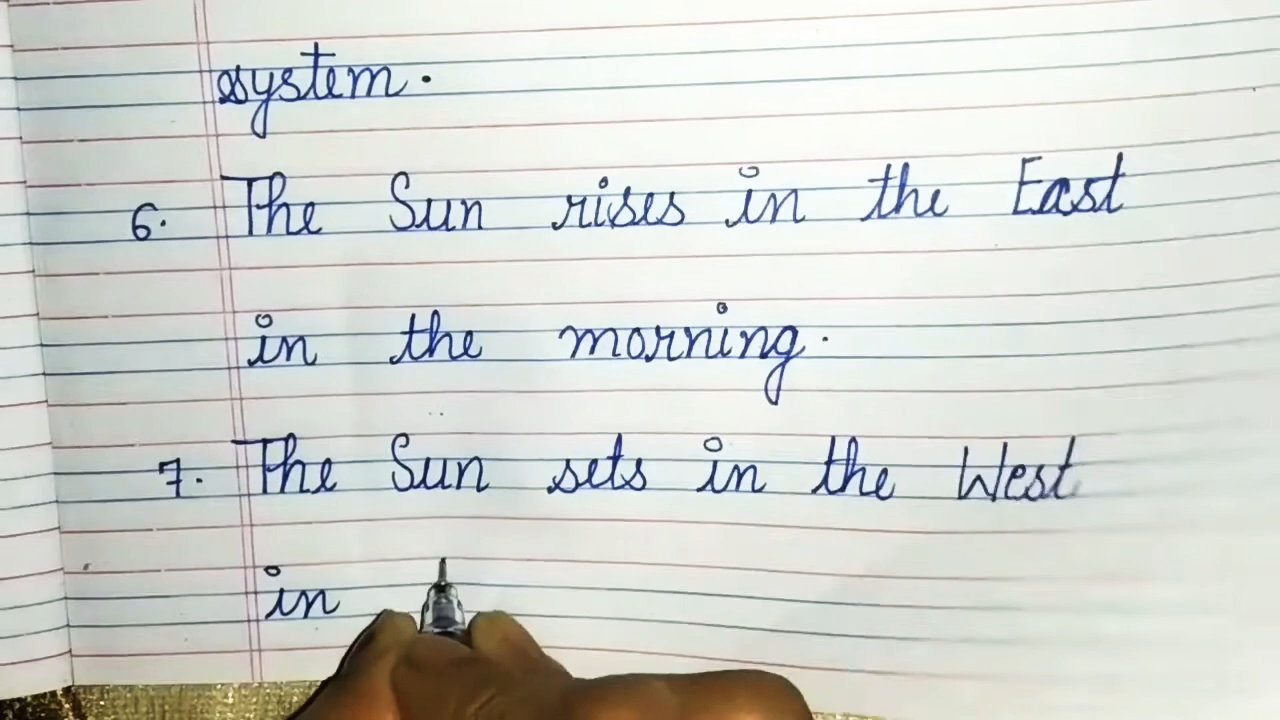 system.
6. The Sun rises in the East
in the morning.
7. The Sun sets in the West
in